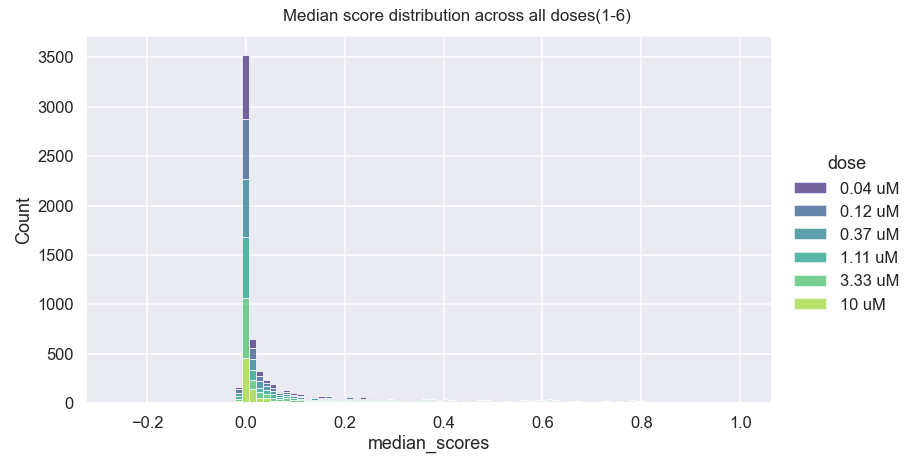 Median score distribution across all doses(1-6)
3500
3000
2500
2000
1500
1000
500
0
Count
−0.2
0.0
0.2
0.4
0.6
0.8
1.0
median_scores
dose
0.04 uM
0.12 uM
0.37 uM
1.11 uM
3.33 uM
10 uM